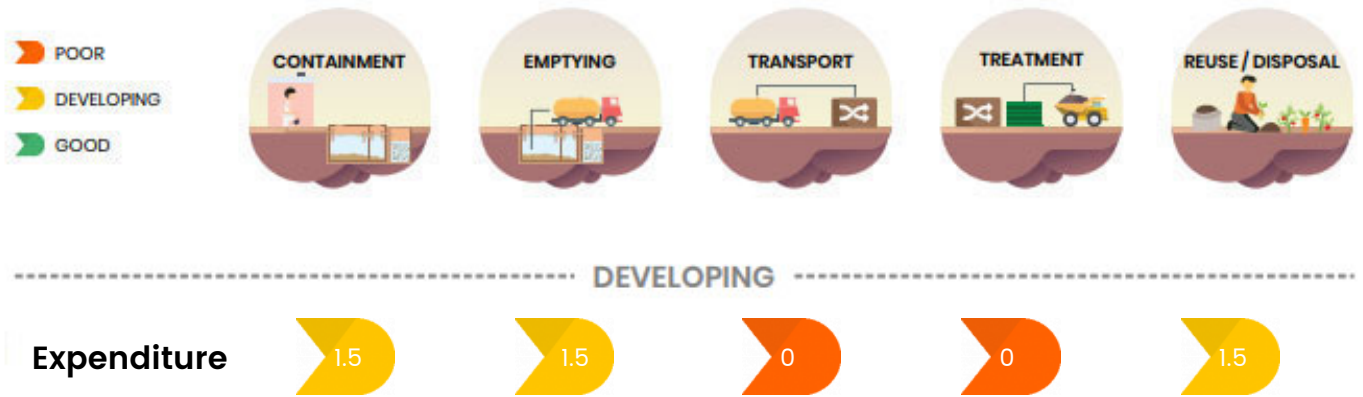 POOR
DEVELOPING
GOOD
CONTAINMENT
EMPTYING
TRANSPORT
TREATMENT
REUSE / DISPOSAL
DEVELOPING
Expenditure 1.5 1.5 0 0 1.5